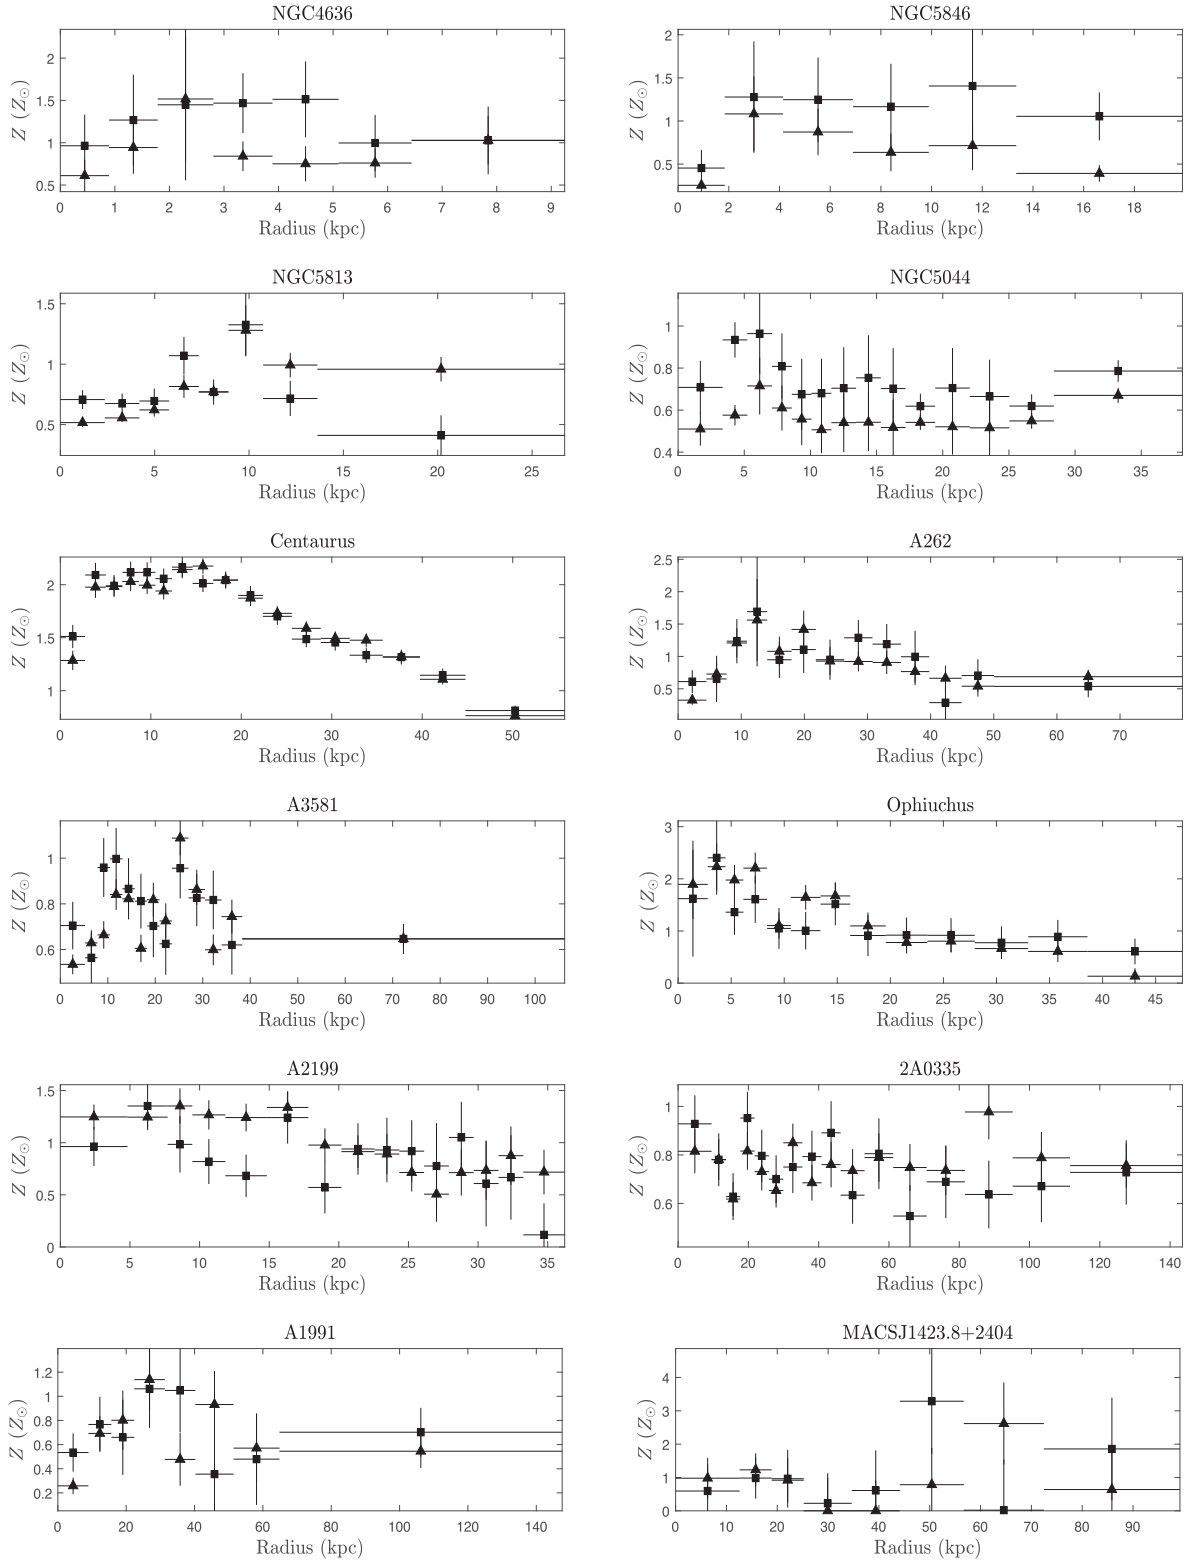 NGC4636
2
1.5
1
0.5
Z (Z☉)
0 1 2 3 4 5 6 7 8 9
Radius (kpc)
NGC5846
2
1.5
1
0.5
Z (Z☉)
0 2 4 6 8 10 12 14 16 18
Radius (kpc)
NGC5813
1.5
1
0.5
Z (Z☉)
0 5 10 15 20 25
Radius (kpc)
NGC5044
1
0.8
0.6
0.4
Z (Z☉)
0 5 10 15 20 25 30 35
Radius (kpc)
Centaurus
2
1.5
1
Z (Z☉)
0 10 20 30 40 50
Radius (kpc)
A262
2.5
2
1.5
1
0.5
Z (Z☉)
0 10 20 30 40 50 60 70
Radius (kpc)
A3581
1
0.8
0.6
Z (Z☉)
0 10 20 30 40 50 60 70 80 90 100
Radius (kpc)
Ophiuchus
3
2
1
0
Z (Z☉)
0 5 10 15 20 25 30 35 40 45
Radius (kpc)
A2199
1.5
1
0.5
0
Z (Z☉)
0 5 10 15 20 25 30 35
Radius (kpc)
2A0335
1
0.8
0.6
Z (Z☉)
0 20 40 60 80 100 120 140
Radius (kpc)
A1991
1.2
1
0.8
0.6
0.4
0.2
Z (Z☉)
0 20 40 60 80 100 120 140
Radius (kpc)
MACSJ1423.8+2404
4
3
2
1
0
Z (Z☉)
0 10 20 30 40 50 60 70 80 90
Radius (kpc)